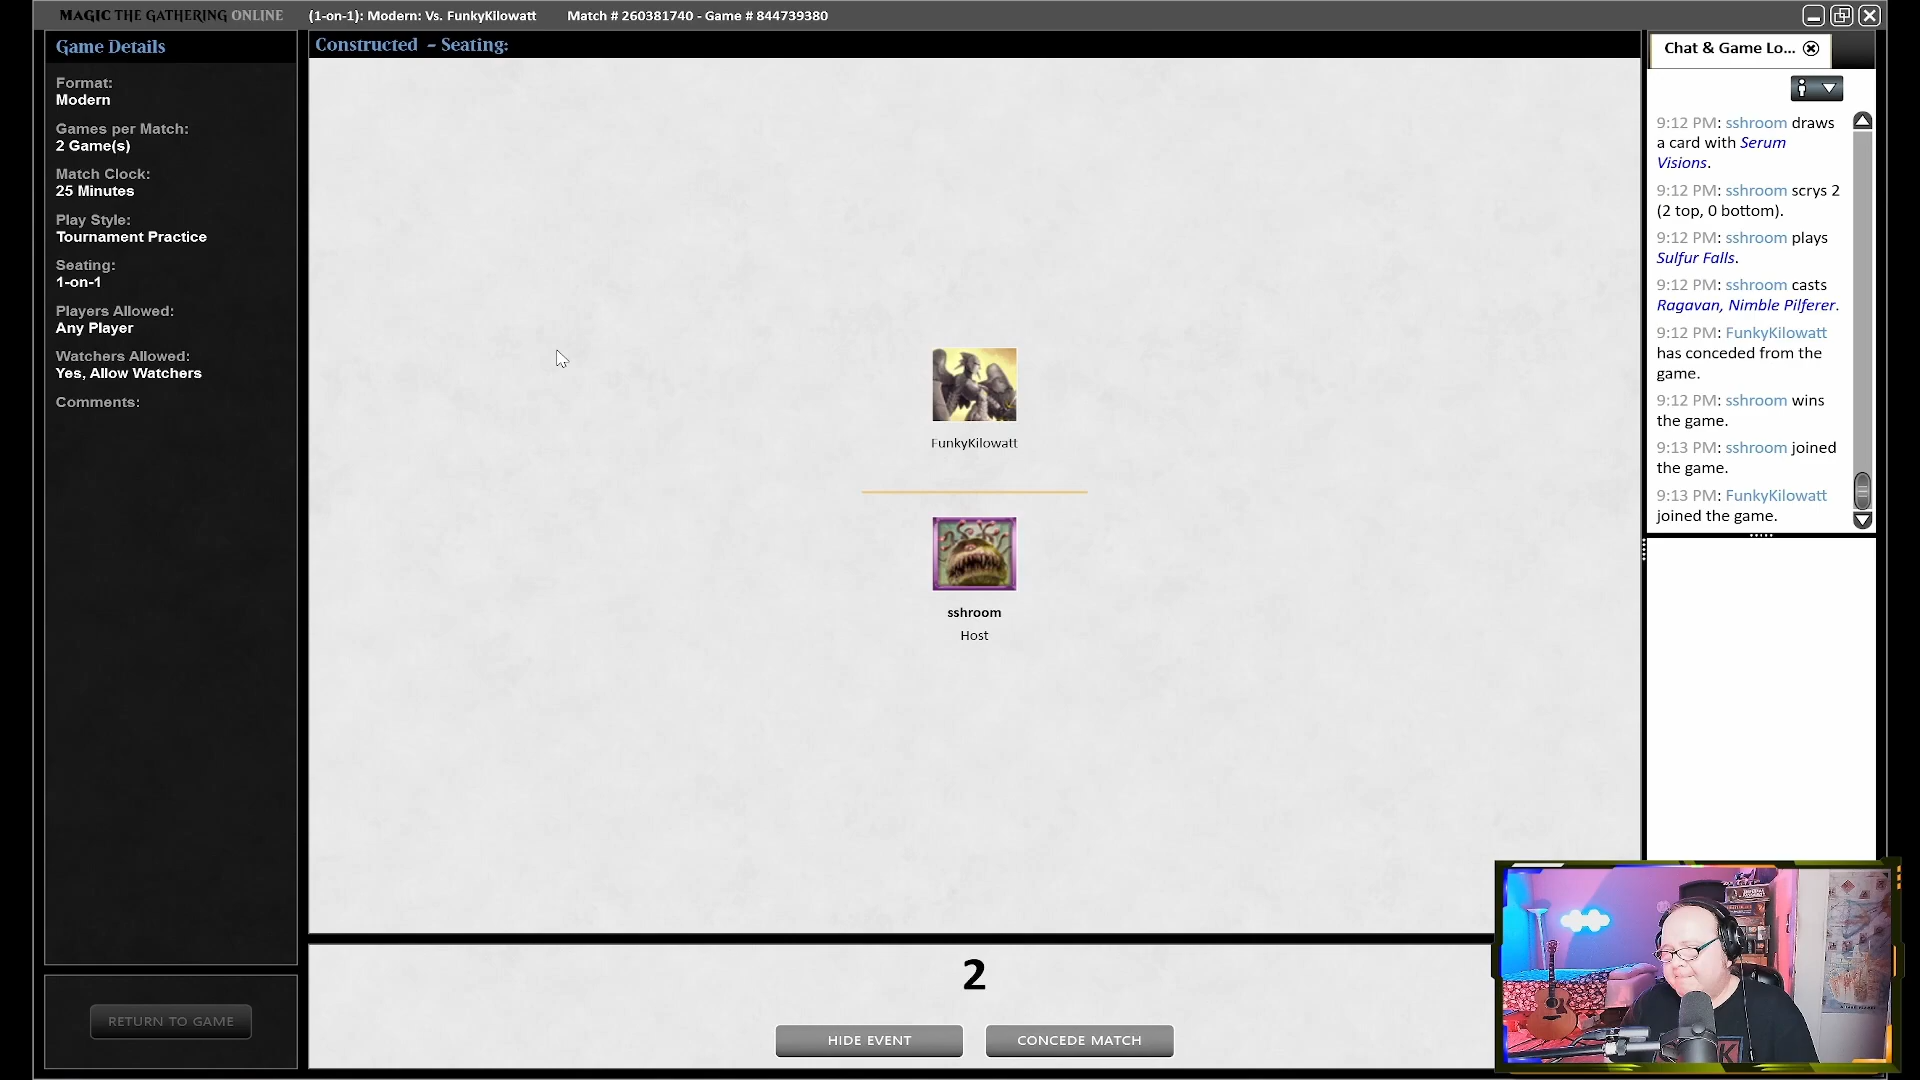 MAGIC THE GATHERING ONLINE
(1-on-1): Modern: Vs. FunkyKilowatt
Match # 260381740 - Game # 844739380
Game Details
Format:
Modern
Games per Match:
2 Game(s)
Match Clock:
25 Minutes
Play Style:
Tournament Practice
Seating:
1-on-1
Players Allowed:
Any Player
Watchers Allowed:
Yes, Allow Watchers
Comments:
RETURN TO GAME
Constructed - Seating:
FunkyKilowatt
sshroom
Host
2
HIDE EVENT
CONCEDE MATCH
Chat & Game Lo...
9:12 PM: sshroom draws
a card with Serum
Visions.
9:12 PM: sshroom scrys 2
(2 top, 0 bottom).
9:12 PM: sshroom plays
Sulfur Falls.
9:12 PM: sshroom casts
Ragavan, Nimble Pilferer.
9:12 PM: FunkyKilowatt
has conceded from the
game.
9:12 PM: sshroom wins
the game.
9:13 PM: sshroom joined
the game.
9:13 PM: FunkyKilowatt
joined the game.